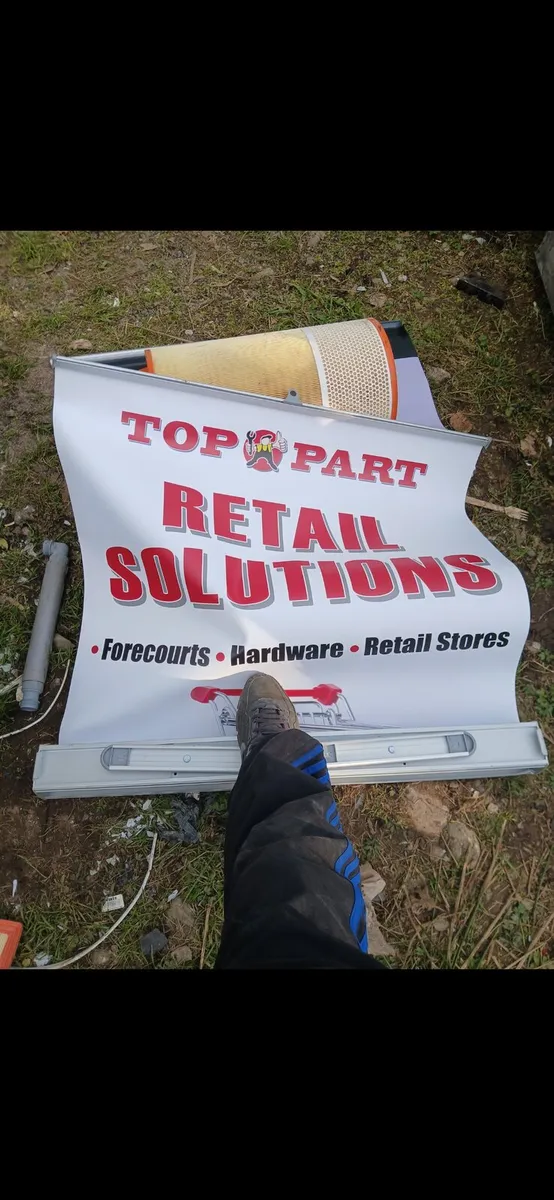 TOP PART
RETAIL
SOLUTIONS
•Forecourts •Hardware •Retail Stores